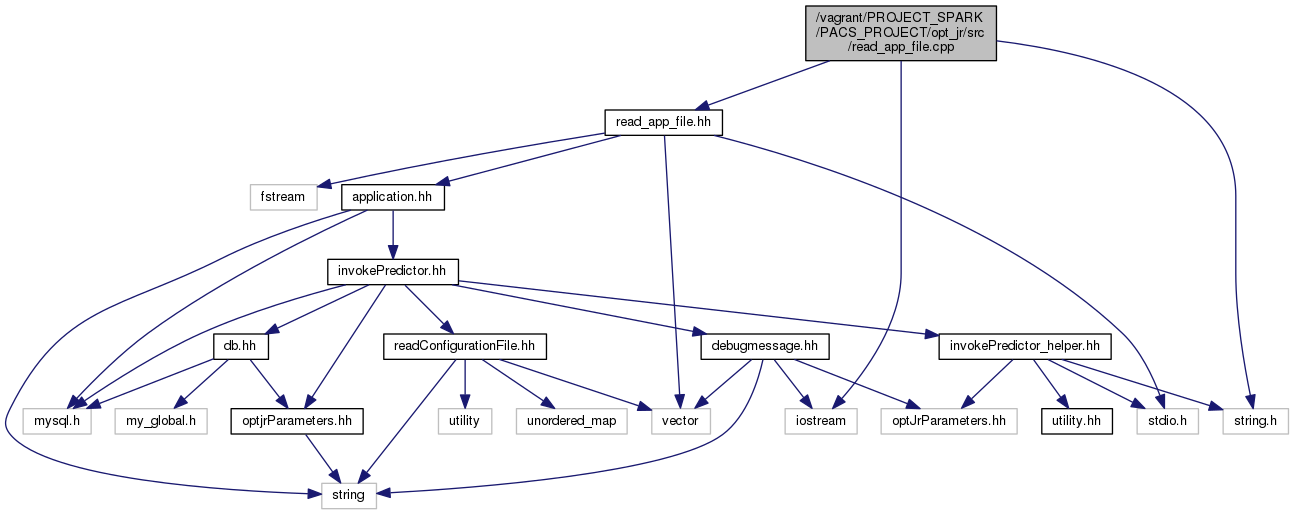 /vagrant/PROJECT_SPARK
/PACS_PROJECT/opt_jr/src
/read_app_file.cpp
read_app_file.hh
fstream
application.hh
invokePredictor.hh
db.hh
readConfigurationFile.hh
debugmessage.hh
invokePredictor_helper.hh
mysql.h
my_global.h
optjrParameters.hh
utility
unordered_map
vector
iostream
optJrParameters.hh
utility.hh
stdio.h
string.h
string